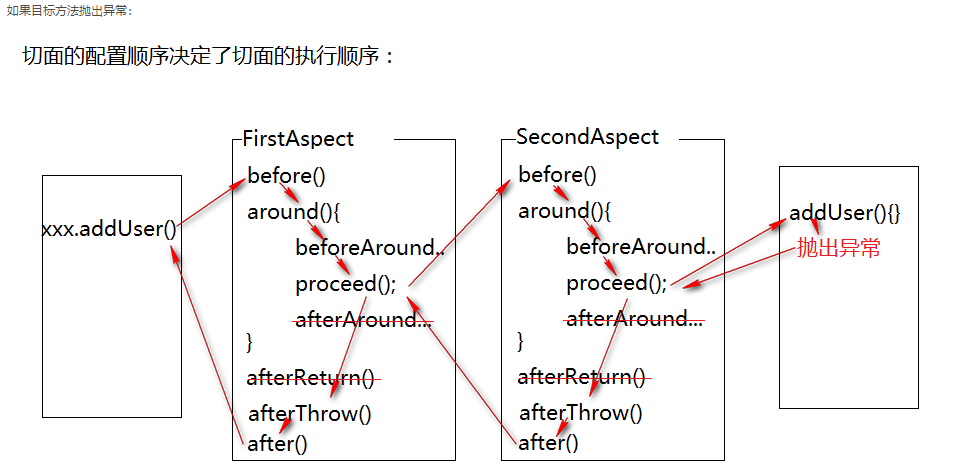 如果目标方法抛出异常:
切面的配置顺序决定了切面的执行顺序：
xxx.addUser()
FirstAspect
before()
around(){
beforeAround..
proceed();
afterAround...
}
afterReturn()
afterThrow()
after()
SecondAspect
before()
around(){
beforeAround..
proceed();
afterAround...
}
afterReturn()
afterThrow()
after()
addUser(){}
抛出异常